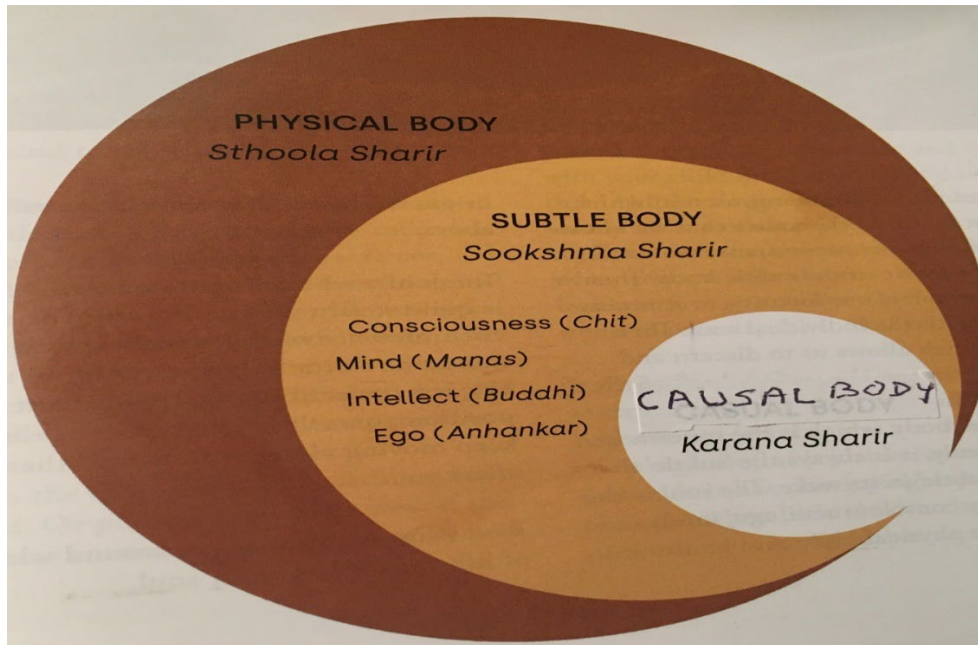 PHYSICAL BODY
Sthoola Sharir
SUBTLE BODY
Sookshma Sharir
Consciousness (Chit)
Mind (Manas)
Intellect (Buddhi)
Ego (Anhankar)
CAUSAL BODY
Karana Sharir